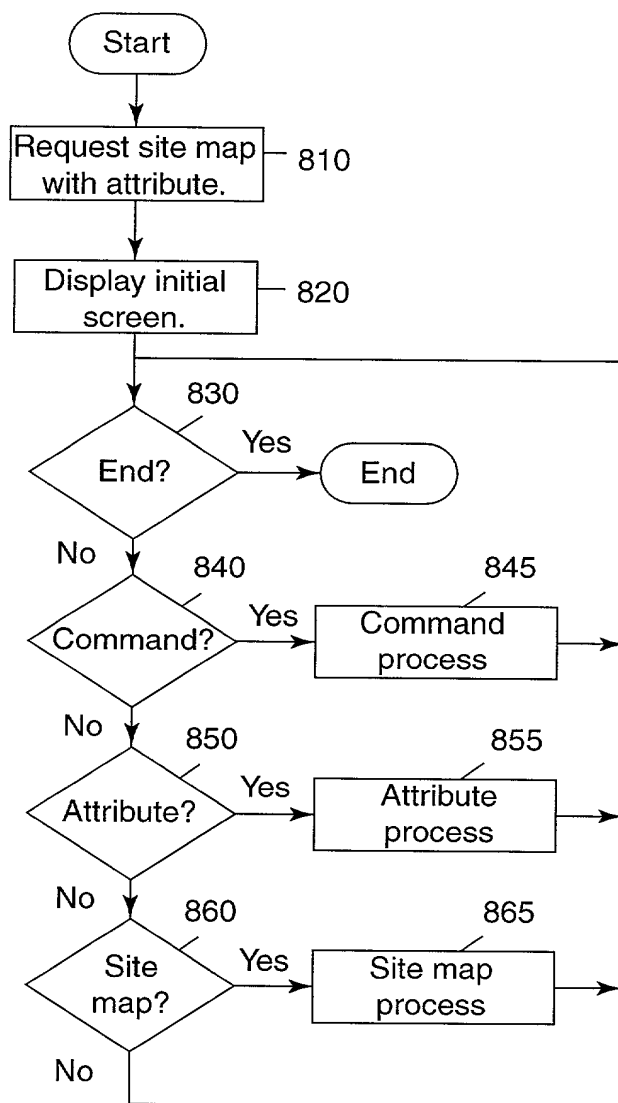 Start
Request site map
with attribute.
810
Display initial
screen.
820
830
End?
Yes
End
No
840
Command?
Yes
845
Command
process
No
850
Attribute?
Yes
855
Attribute
process
No
860
Site
map?
Yes
865
Site map
process
No